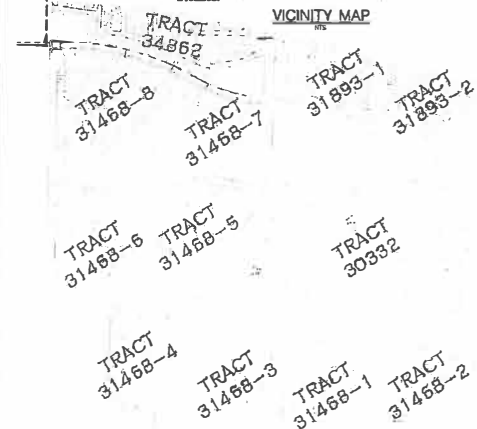 VICINITY MAP
NTS
TRACT
34862
TRACT
31468-8
TRACT
31468-7
TRACT
31893-1
TRACT
31893-2
TRACT
31468-6
TRACT
31468-5
TRACT
30332
TRACT
31468-4
TRACT
31468-3
TRACT
31468-1
TRACT
31468-2